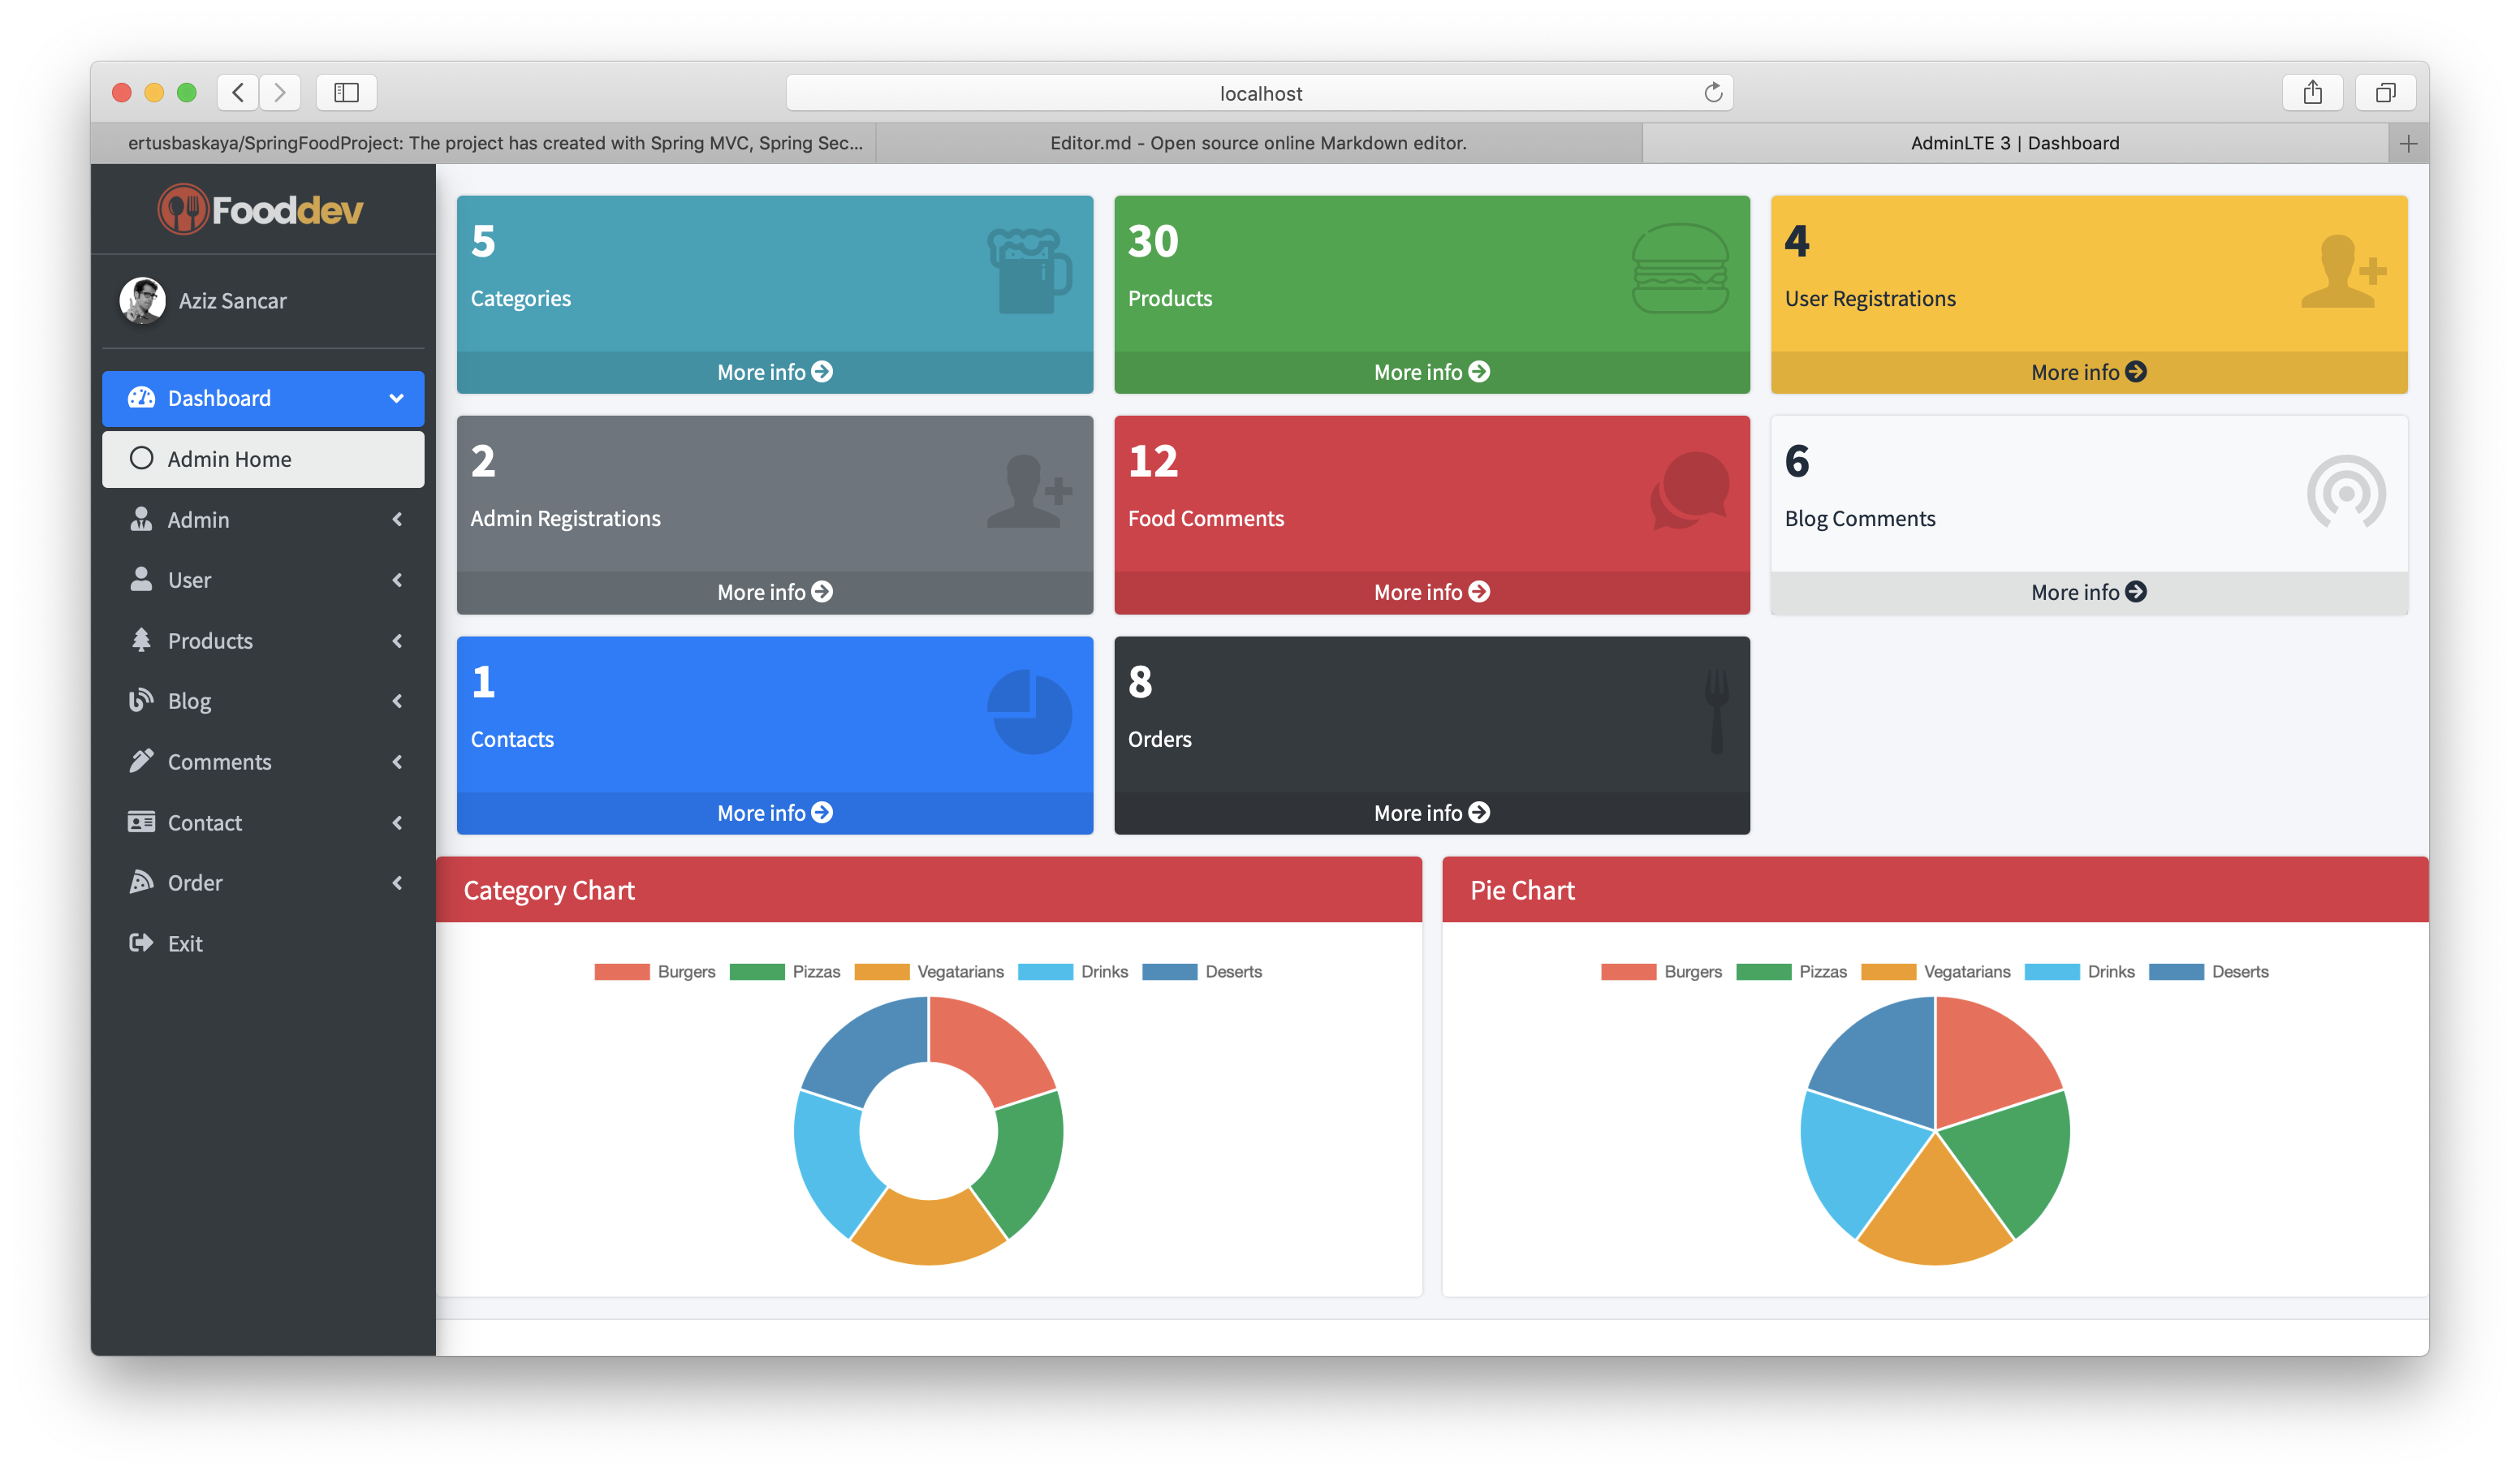 localhost
ertusbaskaya/SpringFoodProject: The project has created with Spring MVC, Spring Sec...
Editor.md - Open source online Markdown editor.
AdminLTE 3 | Dashboard
Fooddev
Aziz Sancar
Dashboard
Admin Home
Admin
User
Products
Blog
Comments
Contact
Order
Exit
5
Categories
More info
30
Products
More info
4
User Registrations
More info
2
Admin Registrations
More info
12
Food Comments
More info
6
Blog Comments
More info
1
Contacts
More info
8
Orders
More info
Category Chart
Burgers Pizzas Vegatarians Drinks Deserts
Pie Chart
Burgers Pizzas Vegatarians Drinks Deserts